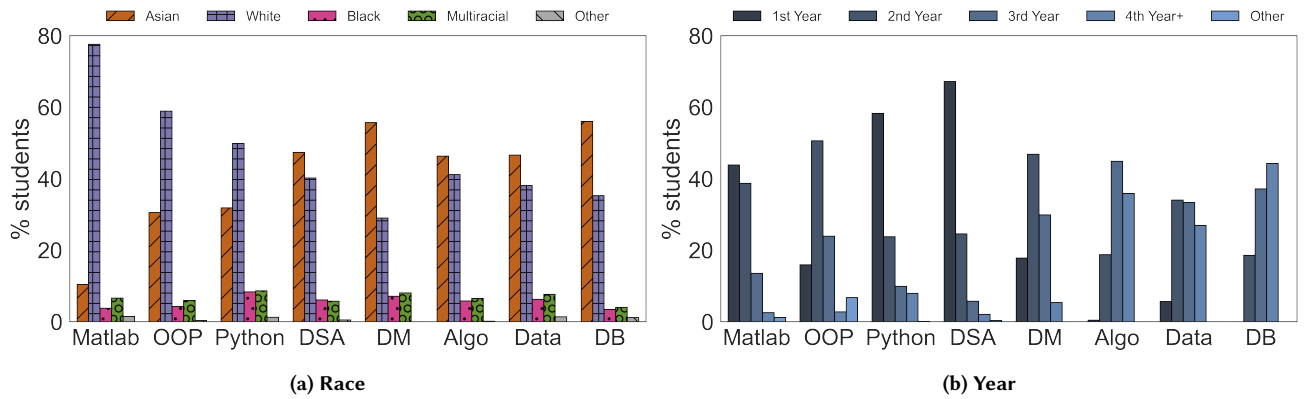 Asian White Black Multiracial Other
80
60
40
20
0
% students
Matlab OOP Python DSA DM Algo Data DB
(a) Race
1st Year 2nd Year 3rd Year 4th Year+ Other
80
60
40
20
0
% students
Matlab OOP Python DSA DM Algo Data DB
(b) Year